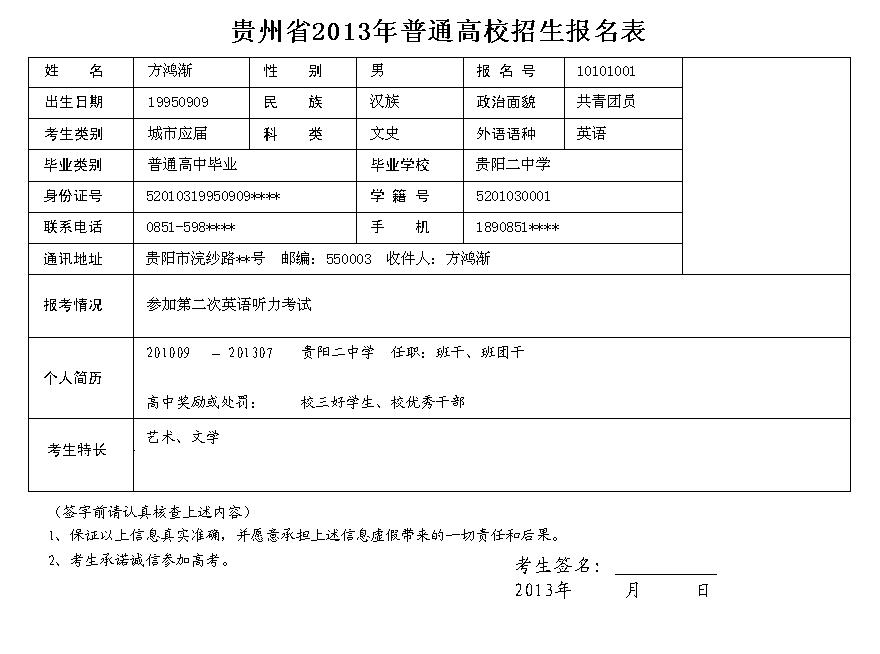 贵州省2013年普通高校招生报名表
姓 名 方鸿渐 性 别 男 报 名 号 10101001
出生日期 19950909 民 族 汉族 政治面貌 共青团员
考生类别 城市应届 科 类 文史 外语语种 英语
毕业类别 普通高中毕业 毕业学校 贵阳二中学
身份证号 52010319950909**** 学 籍 号 5201030001
联系电话 0851-598**** 手 机 1890851****
通讯地址 贵阳市浣纱路**号 邮编：550003 收件人：方鸿渐
报考情况 参加第二次英语听力考试
201009 — 201307 贵阳二中学 任职：班干、班团干
个人简历
高中奖励或处罚： 校三好学生、校优秀干部
艺术、文学
考生特长
（签字前请认真核查上述内容）
1、保证以上信息真实准确，并愿意承担上述信息虚假带来的一切责任和后果。
2、考生承诺诚信参加高考。
考生签名：
2013年 月 日